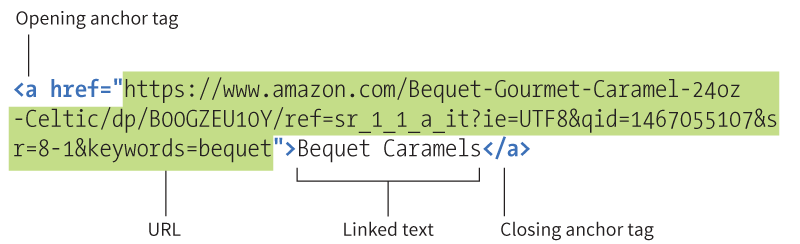 Opening anchor tag
<a href="https://www.amazon.com/Bequet-Gourmet-Caramel-24oz
-Celtic/dp/B00GZEU10Y/ref=sr_1_1_a_it?ie=UTF8&qid=1467055107&s
r=8-1&keywords=bequet">Bequet Caramels</a>
URL Linked text Closing anchor tag